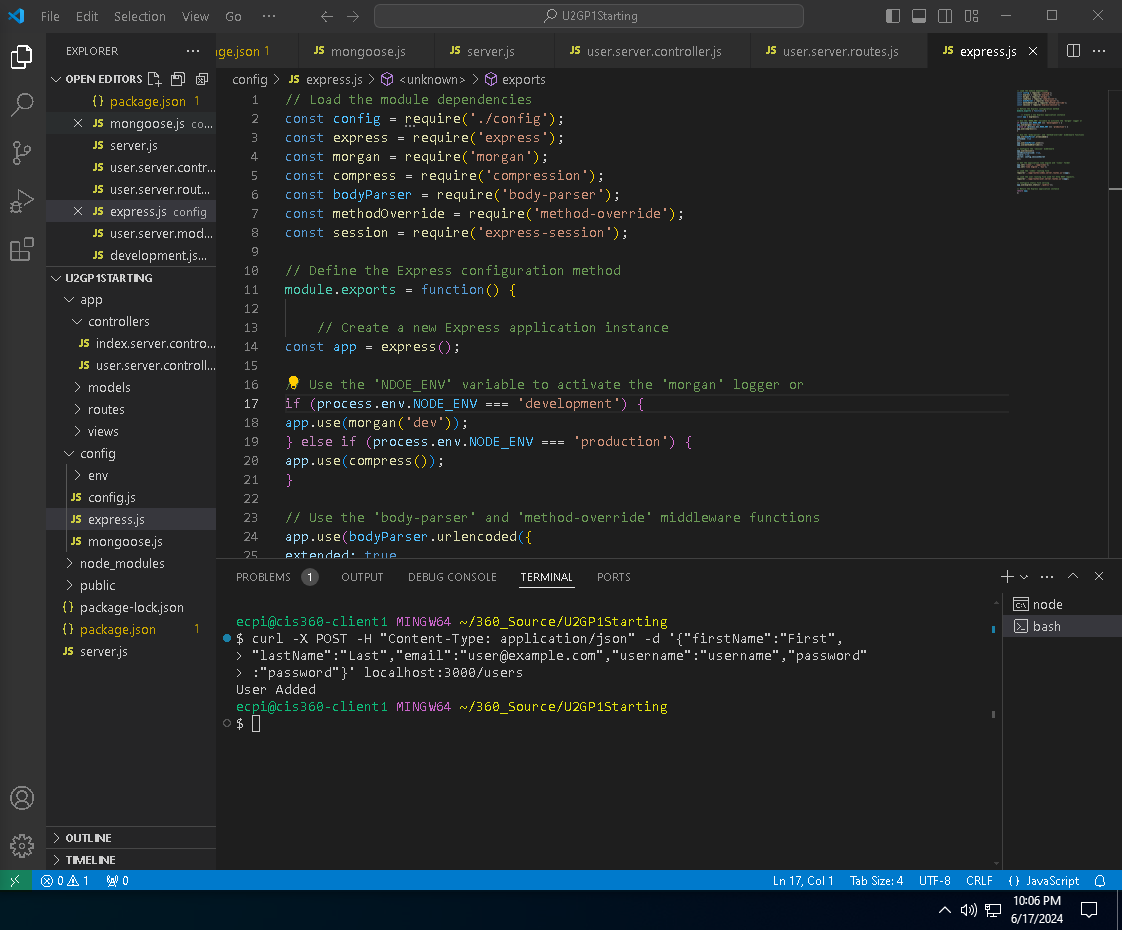 File Edit Selection View Go ··· U2GP1Starting
EXPLORER ···
OPEN EDITORS
{} package.json 1
JS mongoose.js co...
JS server.js
JS user.server.contr...
JS user.server.rout...
JS express.js config
JS user.server.mod...
JS development.js...
U2GP1STARTING
app
controllers
JS index.server.contro...
JS user.server.controll...
models
routes
views
config
env
JS config.js
JS express.js
JS mongoose.js
node_modules
public
{} package-lock.json
{} package.json 1
JS server.js
OUTLINE
TIMELINE
ge.json 1 JS mongoose.js JS server.js JS user.server.controller.js JS user.server.routes.js JS express.js
config > JS express.js > <unknown> > exports
1 // Load the module dependencies
2 const config = require('./config');
3 const express = require('express');
4 const morgan = require('morgan');
5 const compress = require('compression');
6 const bodyParser = require('body-parser');
7 const methodOverride = require('method-override');
8 const session = require('express-session');
9
10 // Define the Express configuration method
11 module.exports = function() {
12
13 // Create a new Express application instance
14 const app = express();
15
16 // Use the 'NDOE_ENV' variable to activate the 'morgan' logger or
17 if (process.env.NODE_ENV === 'development') {
18 app.use(morgan('dev'));
19 } else if (process.env.NODE_ENV === 'production') {
20 app.use(compress());
21 }
22
23 // Use the 'body-parser' and 'method-override' middleware functions
24 app.use(bodyParser.urlencoded({
25 extended: true
PROBLEMS 1 OUTPUT DEBUG CONSOLE TERMINAL PORTS
ecpi@cis360-client1 MINGW64 ~/360_Source/U2GP1Starting
$ curl -X POST -H "Content-Type: application/json" -d '{"firstName":"First",
> "lastName":"Last","email":"user@example.com","username":"username","password"
> :"password"}' localhost:3000/users
User Added
ecpi@cis360-client1 MINGW64 ~/360_Source/U2GP1Starting
$
node
bash
0 1 0 Ln 17, Col 1 Tab Size: 4 UTF-8 CRLF {} JavaScript
10:06 PM
6/17/2024